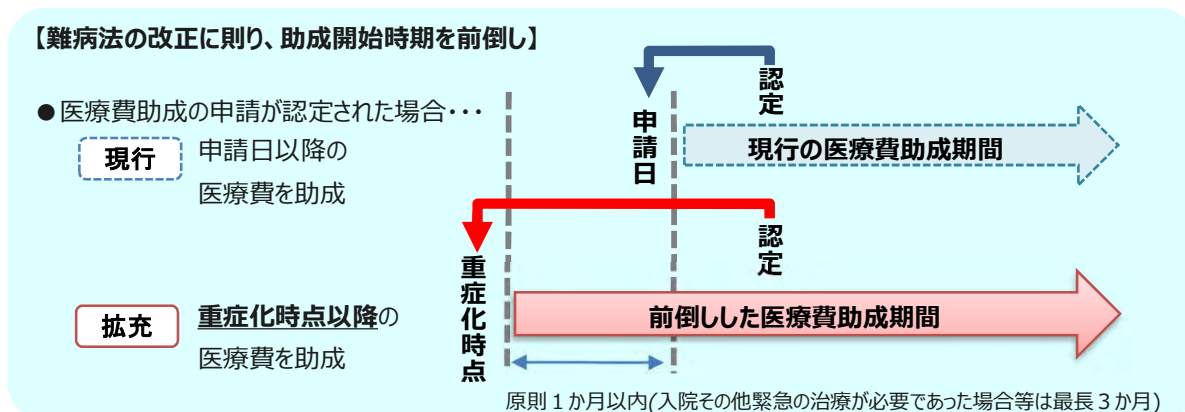 【難病法の改正に則り、助成開始時期を前倒し】
●医療費助成の申請が認定された場合・・・
現行
申請日以降の
医療費を助成
申請日
認定
現行の医療費助成期間
拡充
重症化時点以降の
医療費を助成
重症化時点
認定
前倒しした医療費助成期間
原則1か月以内(入院その他緊急の治療が必要であった場合等は最長3か月)